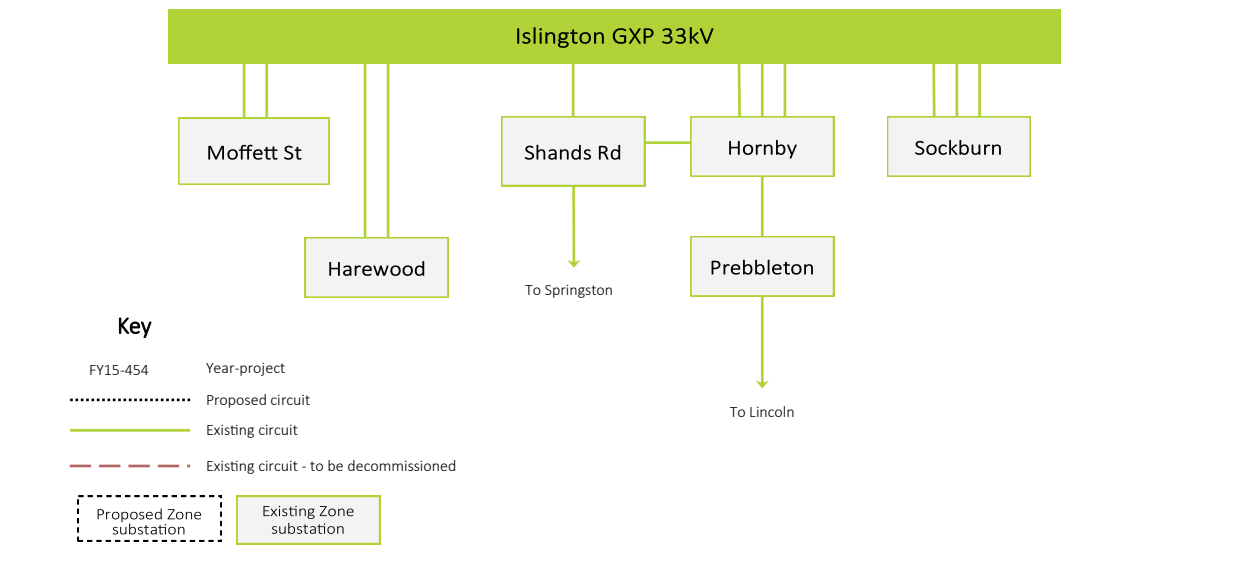 Islington GXP 33kV
Moffett St
Shands Rd
Hornby
Sockburn
Harewood
Prebbleton
To Springston
To Lincoln
Key
FY15-454 Year-project
Proposed circuit
Existing circuit
Existing circuit - to be decommissioned
Proposed Zone
substation
Existing Zone
substation